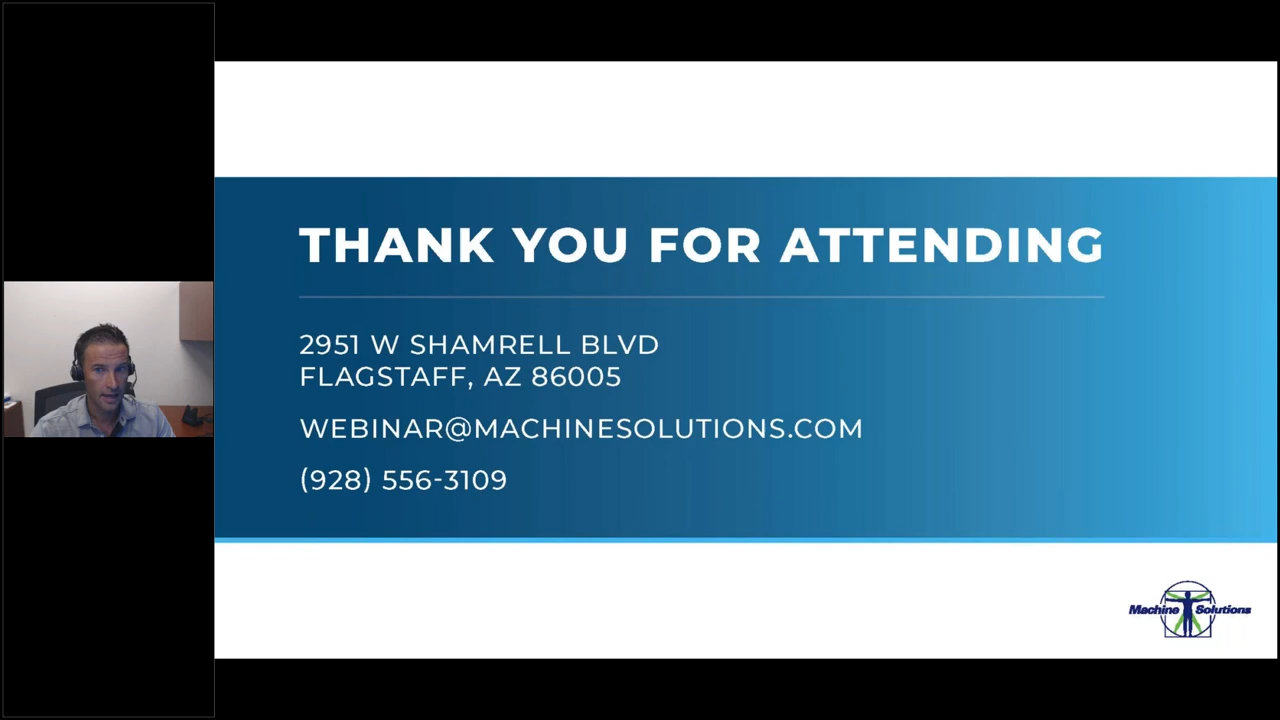 THANK YOU FOR ATTENDING
2951 W SHAMRELL BLVD
FLAGSTAFF, AZ 86005
WEBINAR@MACHINESOLUTIONS.COM
(928) 556-3109
Machine Solutions